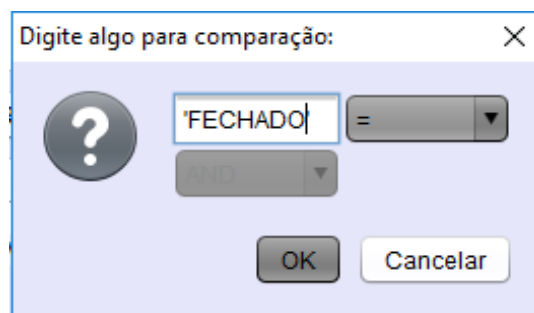 Digite algo para comparação:
'FECHADO' =
AND
OK Cancelar